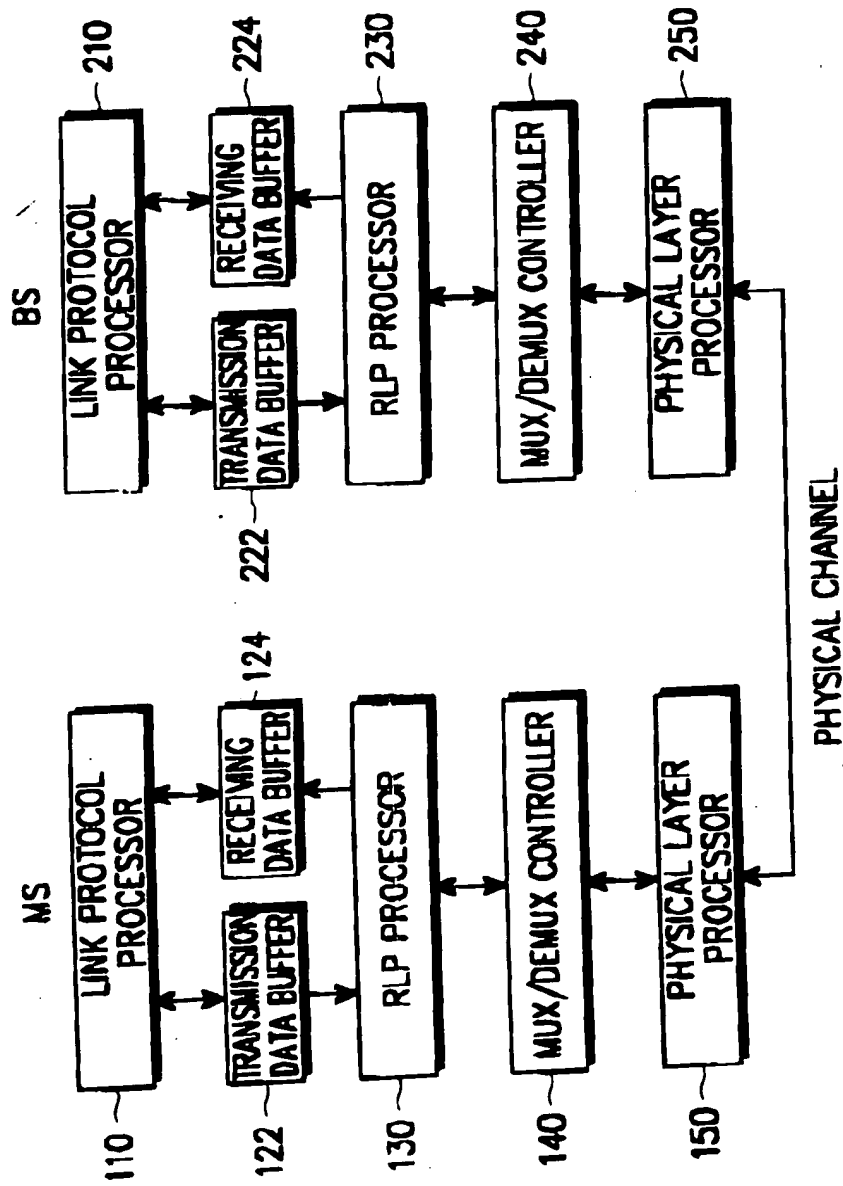 MS
110
LINK PROTOCOL
PROCESSOR
122
TRANSMISSION
DATA BUFFER
RECEIVING
DATA BUFFER
124
130
RLP PROCESSOR
140
MUX/DEMUX CONTROLLER
150
PHYSICAL LAYER
PROCESSOR
BS
LINK PROTOCOL
PROCESSOR
210
222
TRANSMISSION
DATA BUFFER
RECEIVING
DATA BUFFER
224
RLP PROCESSOR
230
MUX/DEMUX CONTROLLER
240
PHYSICAL LAYER
PROCESSOR
250
PHYSICAL CHANNEL